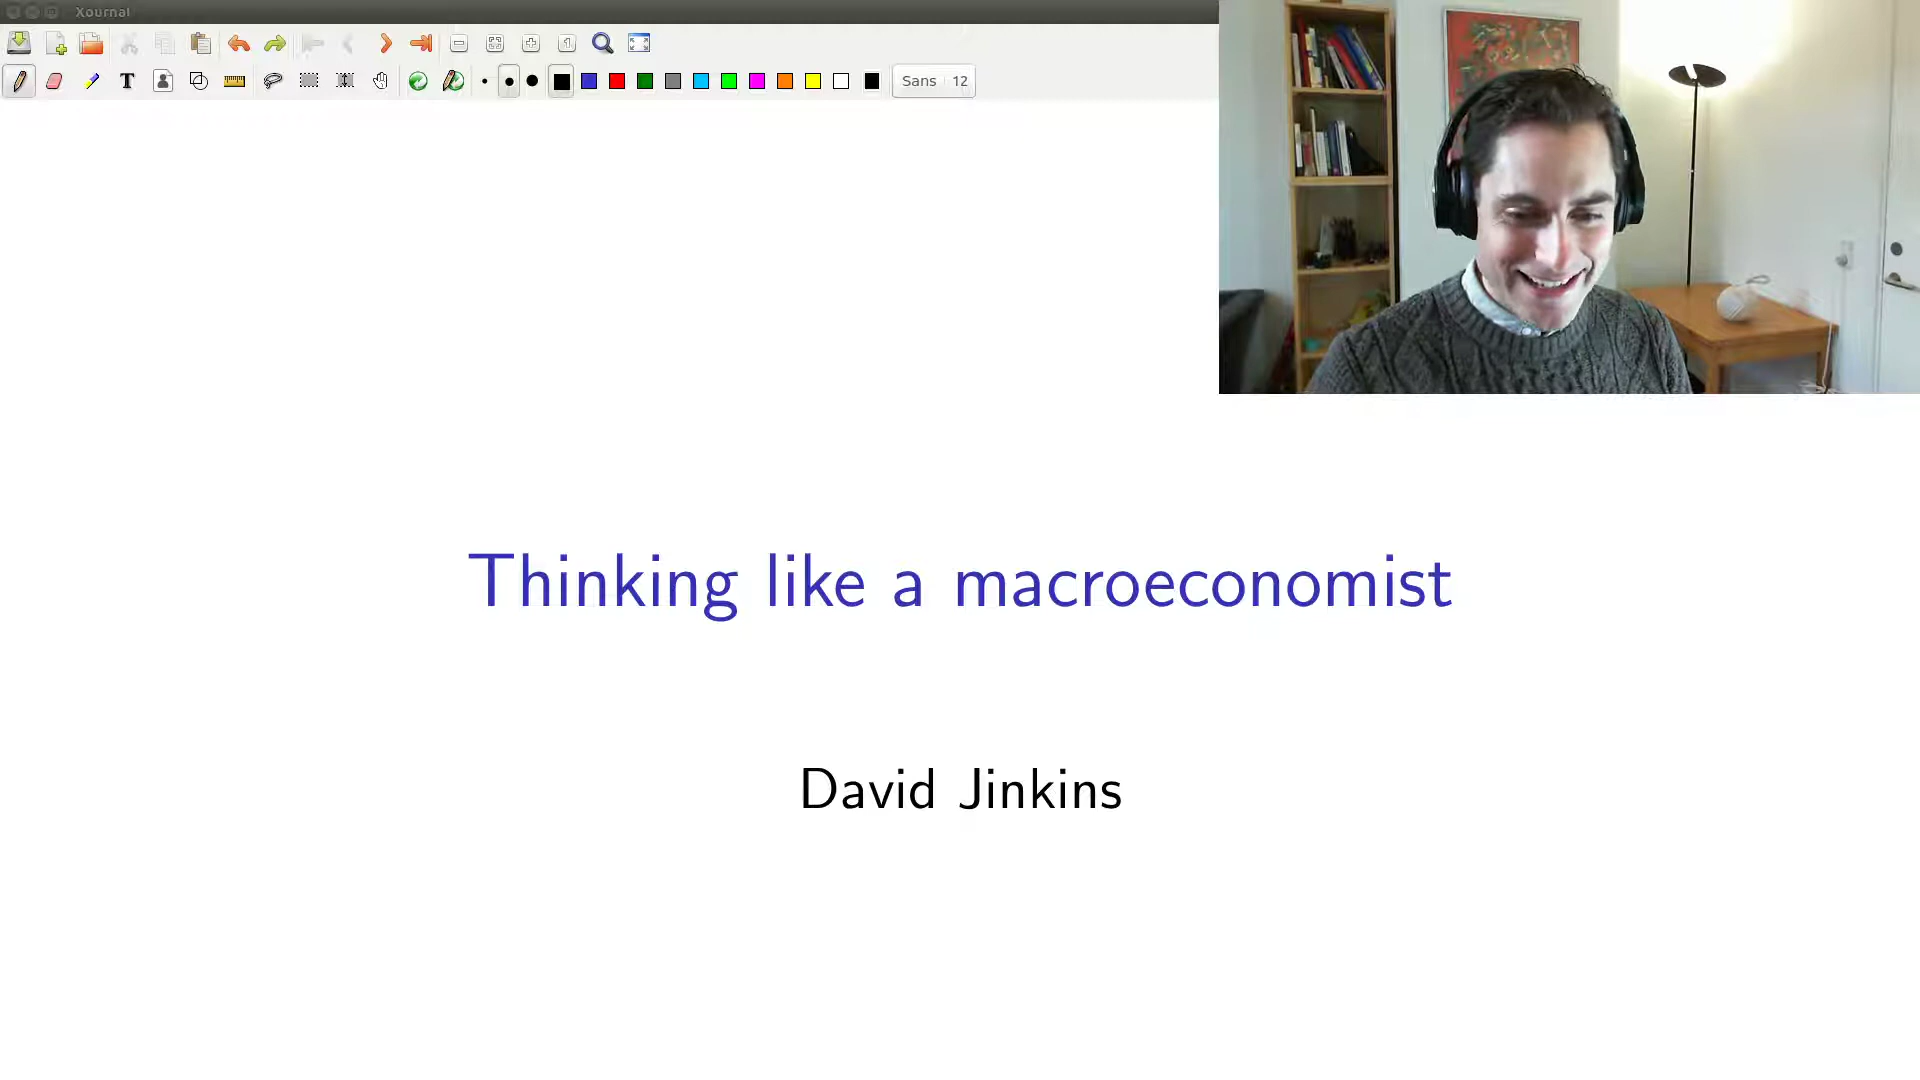 Xournal
T
Sans 12
Thinking like a macroeconomist
David Jinkins